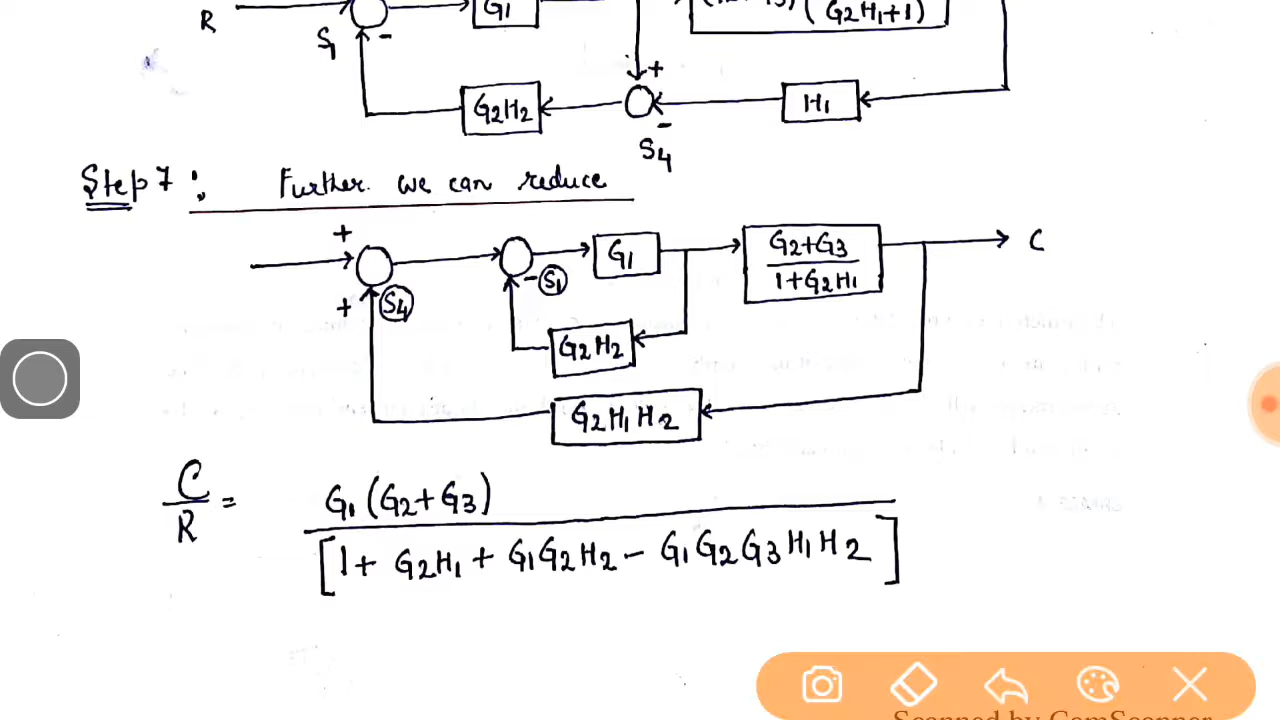 R
S1 -
G1
G2H1+1
+
G2H2
H1
-
S4
Step 7 : Further we can reduce
+
+
S4
- S1
G1
G2+G3
1+G2H1
C
G2H2
G2H1H2
C
R
=
G1 (G2+G3)
[1+ G2H1 + G1G2H2 - G1G2G3H1H2]